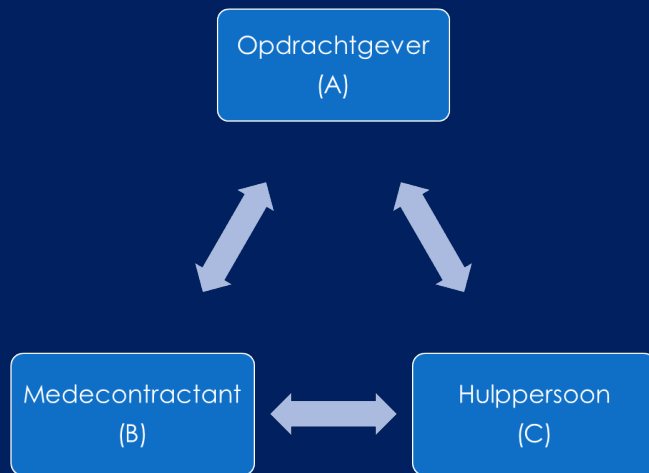 Opdrachtgever
(A)
Medecontractant
(B)
Hulppersoon
(C)